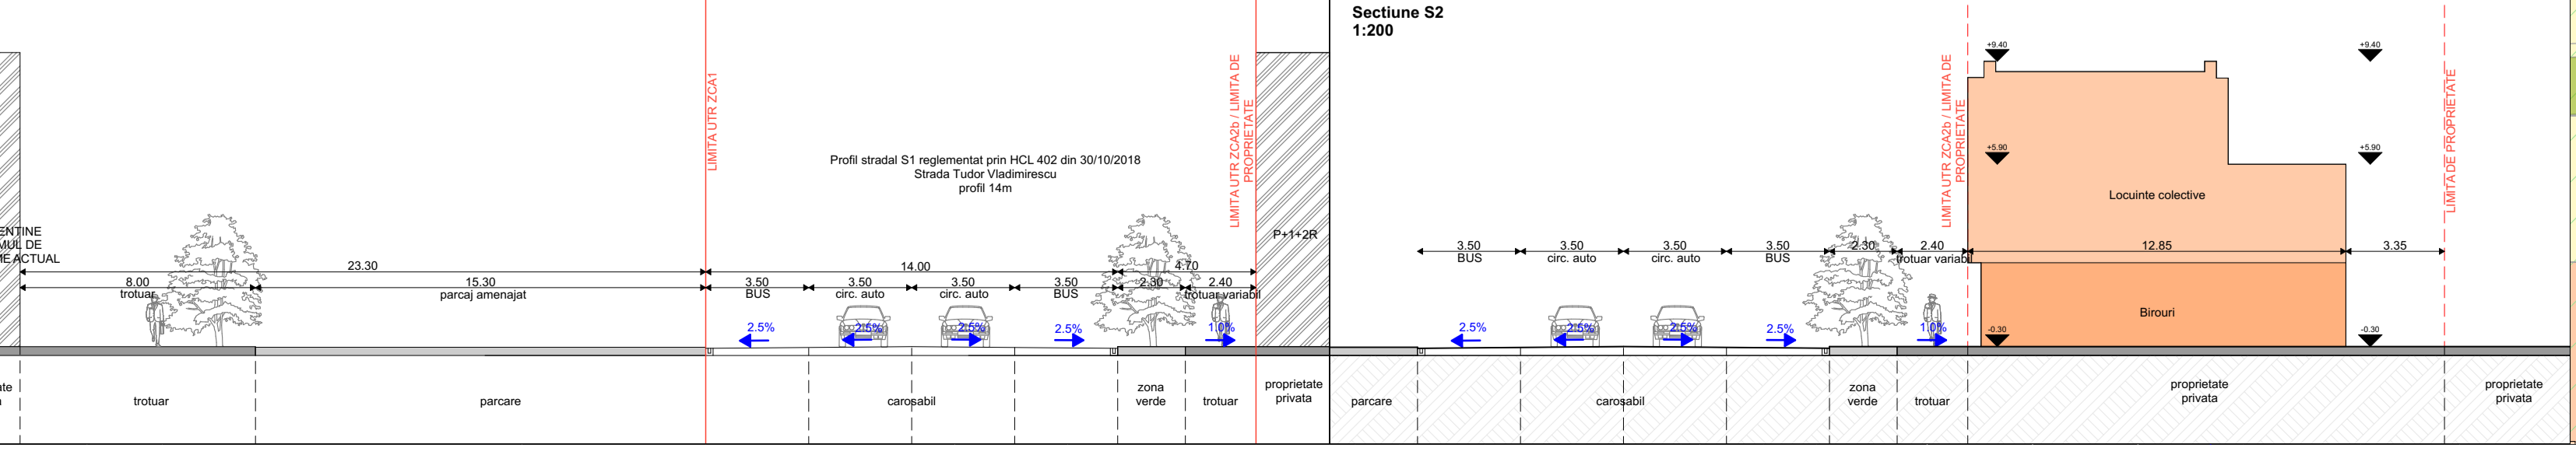 Sectiune S2
1:200
LIMITA UTR ZCA1
Profil stradal S1 reglementat prin HCL 402 din 30/10/2018
Strada Tudor Vladimirescu
profil 14m
LIMITA UTR ZCA2b / LIMITA DE
PROPRIETATE
P+1+2R
ACTUAL
23.30
14.00
4.70
8.00
trotuar
15.30
parcaj amenajat
3.50
BUS
3.50
circ. auto
3.50
circ. auto
3.50
BUS
2.30
2.40
trotuar variabil
2.5%
2.5%
2.5%
2.5%
1.0%
trotuar
parcare
carosabil
zona
verde
trotuar
proprietate
privata
LIMITA UTR ZCA2b / LIMITA DE
PROPRIETATE
LIMITA DE PROPRIETATE
+9.40
+9.40
+5.90
+5.90
Locuinte colective
3.50
BUS
3.50
circ. auto
3.50
circ. auto
3.50
BUS
2.30
2.40
trotuar variabil
12.85
3.35
Birouri
2.5%
2.5%
2.5%
2.5%
1.0%
-0.30
-0.30
parcare
carosabil
zona
verde
trotuar
proprietate
privata
proprietate
privata